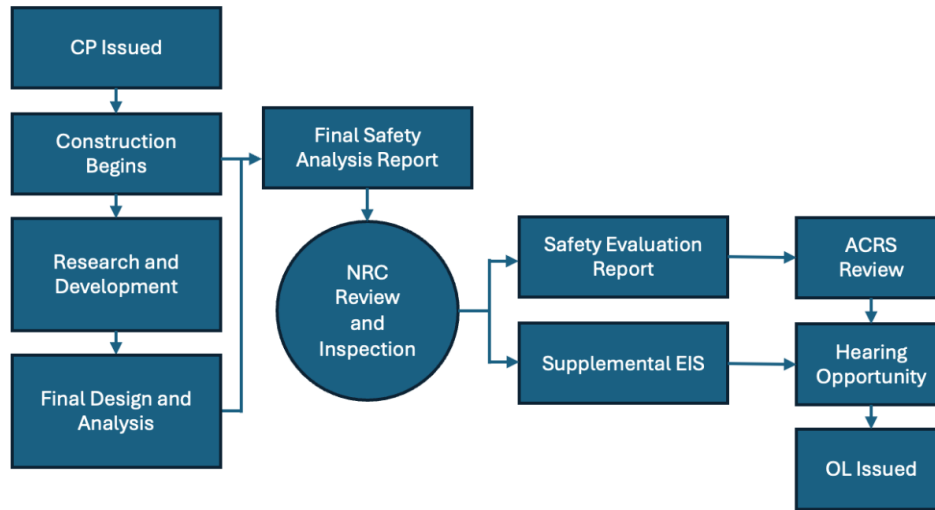 CP Issued
Construction
Begins
Research and
Development
Final Design and
Analysis
Final Safety
Analysis Report
NRC
Review
and
Inspection
Safety Evaluation
Report
Supplemental EIS
ACRS
Review
Hearing
Opportunity
OL Issued